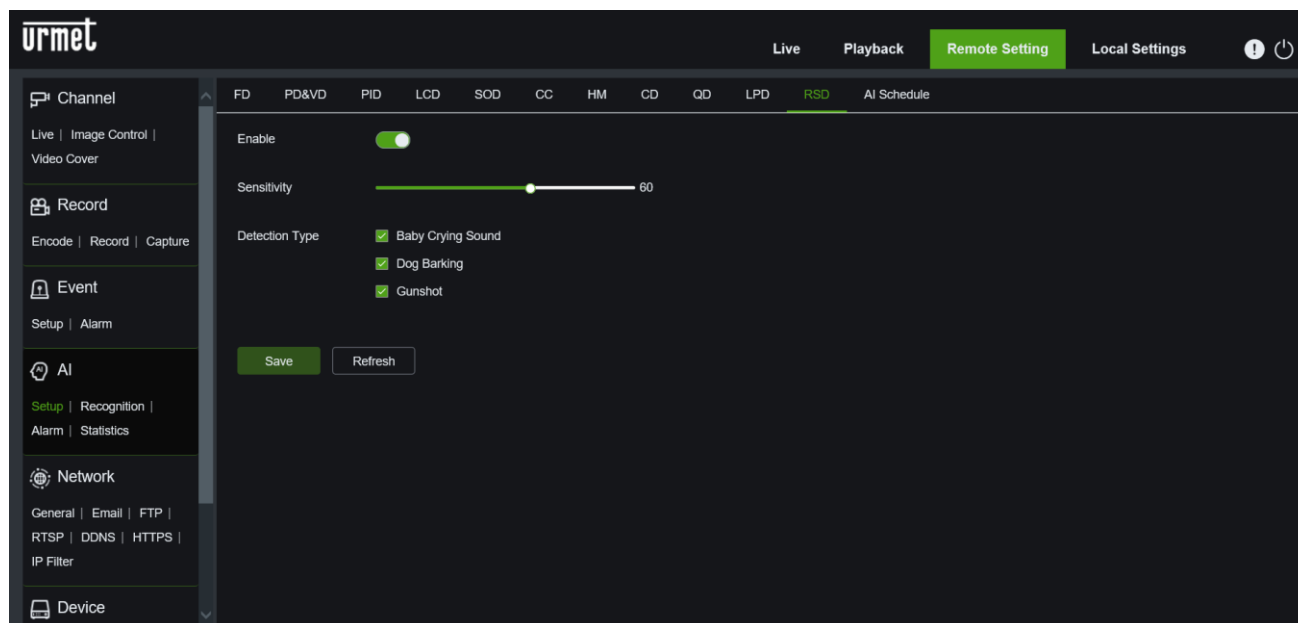 urmet
Live Playback Remote Setting Local Settings
Channel
Live | Image Control |
Video Cover
Record
Encode | Record | Capture
Event
Setup | Alarm
AI
Setup | Recognition |
Alarm | Statistics
Network
General | Email | FTP |
RTSP | DDNS | HTTPS |
IP Filter
Device
FD PD&VD PID LCD SOD CC HM CD QD LPD RSD AI Schedule
Enable
Sensitivity 60
Detection Type Baby Crying Sound
Dog Barking
Gunshot
Save Refresh